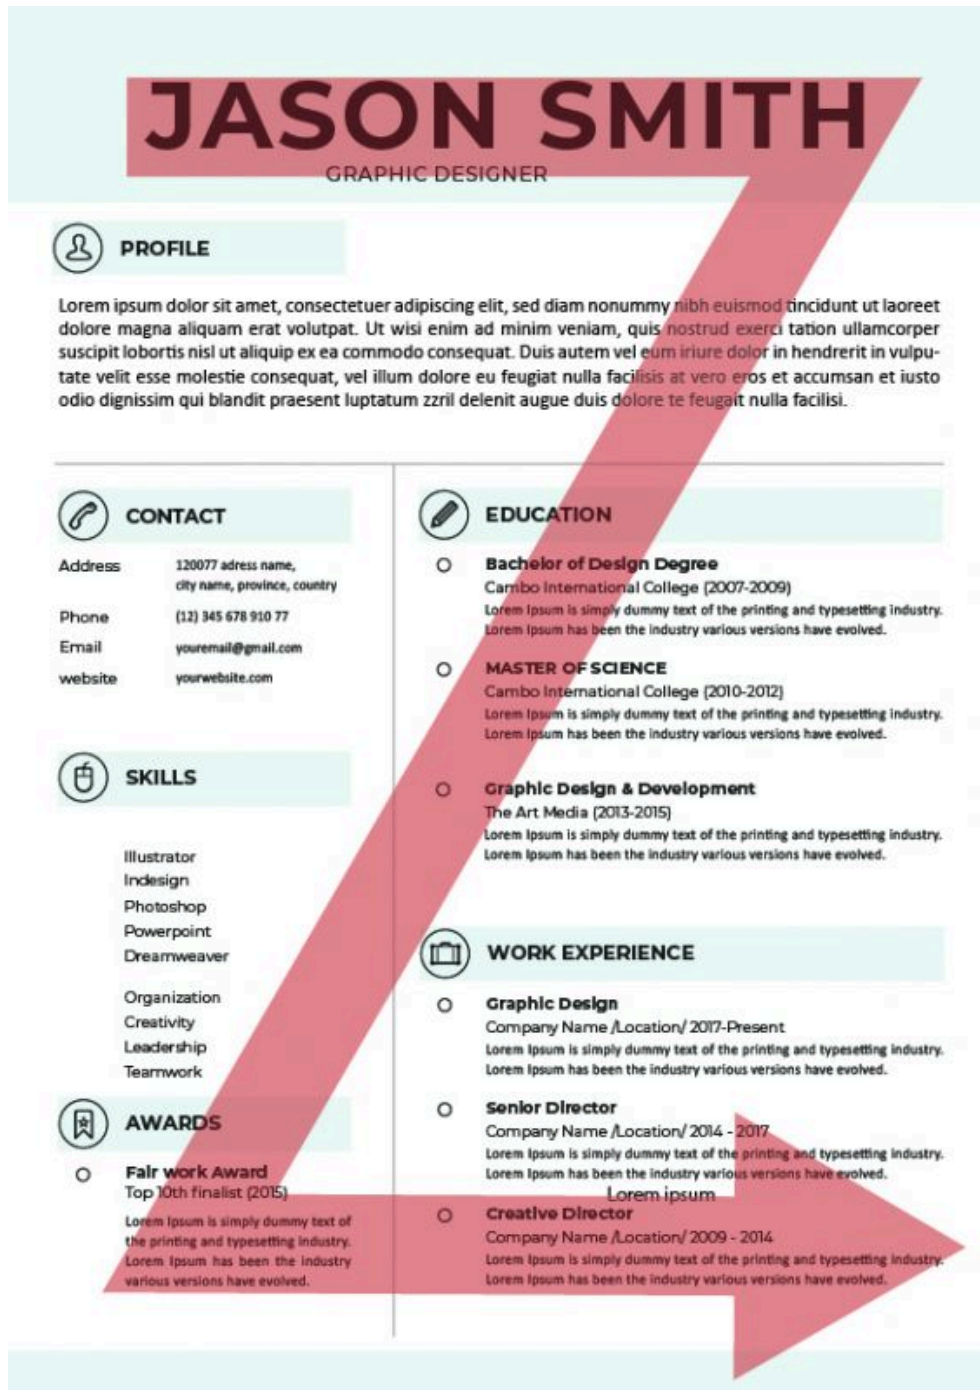 JASON SMITH
GRAPHIC DESIGNER
PROFILE
Lorem ipsum dolor sit amet, consectetuer adipiscing elit, sed diam nonummy nibh euismod tincidunt ut laoreet
dolore magna aliquam erat volutpat. Ut wisi enim ad minim veniam, quis nostrud exerci tation ullamcorper
suscipit lobortis nisl ut aliquip ex ea commodo consequat. Duis autem vel eum iriure dolor in hendrerit in vulpu-
tate velit esse molestie consequat, vel illum dolore eu feugiat nulla facilisis at vero eros et accumsan et iusto
odio dignissim qui blandit praesent luptatum zzril delenit augue duis dolore te feugait nulla facilisi.
CONTACT
Address 120077 adress name,
city name, province, country
Phone (12) 345 678 910 77
Email youremail@gmail.com
website yourwebsite.com
SKILLS
Illustrator
Indesign
Photoshop
Powerpoint
Dreamweaver
Organization
Creativity
Leadership
Teamwork
AWARDS
Fair work Award
Top 10th finalist (2015)
Lorem Ipsum is simply dummy text of
the printing and typesetting industry.
Lorem Ipsum has been the industry
various versions have evolved.
EDUCATION
Bachelor of Design Degree
Cambo International College (2007-2009)
Lorem Ipsum is simply dummy text of the printing and typesetting industry.
Lorem Ipsum has been the industry various versions have evolved.
MASTER OF SCIENCE
Cambo International College (2010-2012)
Lorem Ipsum is simply dummy text of the printing and typesetting industry.
Lorem Ipsum has been the industry various versions have evolved.
Graphic Design & Development
The Art Media (2013-2015)
Lorem Ipsum is simply dummy text of the printing and typesetting industry.
Lorem Ipsum has been the industry various versions have evolved.
WORK EXPERIENCE
Graphic Design
Company Name /Location/ 2017-Present
Lorem Ipsum is simply dummy text of the printing and typesetting industry.
Lorem Ipsum has been the industry various versions have evolved.
Senior Director
Company Name /Location/ 2014 - 2017
Lorem Ipsum is simply dummy text of the printing and typesetting industry.
Lorem Ipsum has been the industry various versions have evolved.
Lorem ipsum
Creative Director
Company Name /Location/ 2009 - 2014
Lorem Ipsum is simply dummy text of the printing and typesetting industry.
Lorem Ipsum has been the industry various versions have evolved.